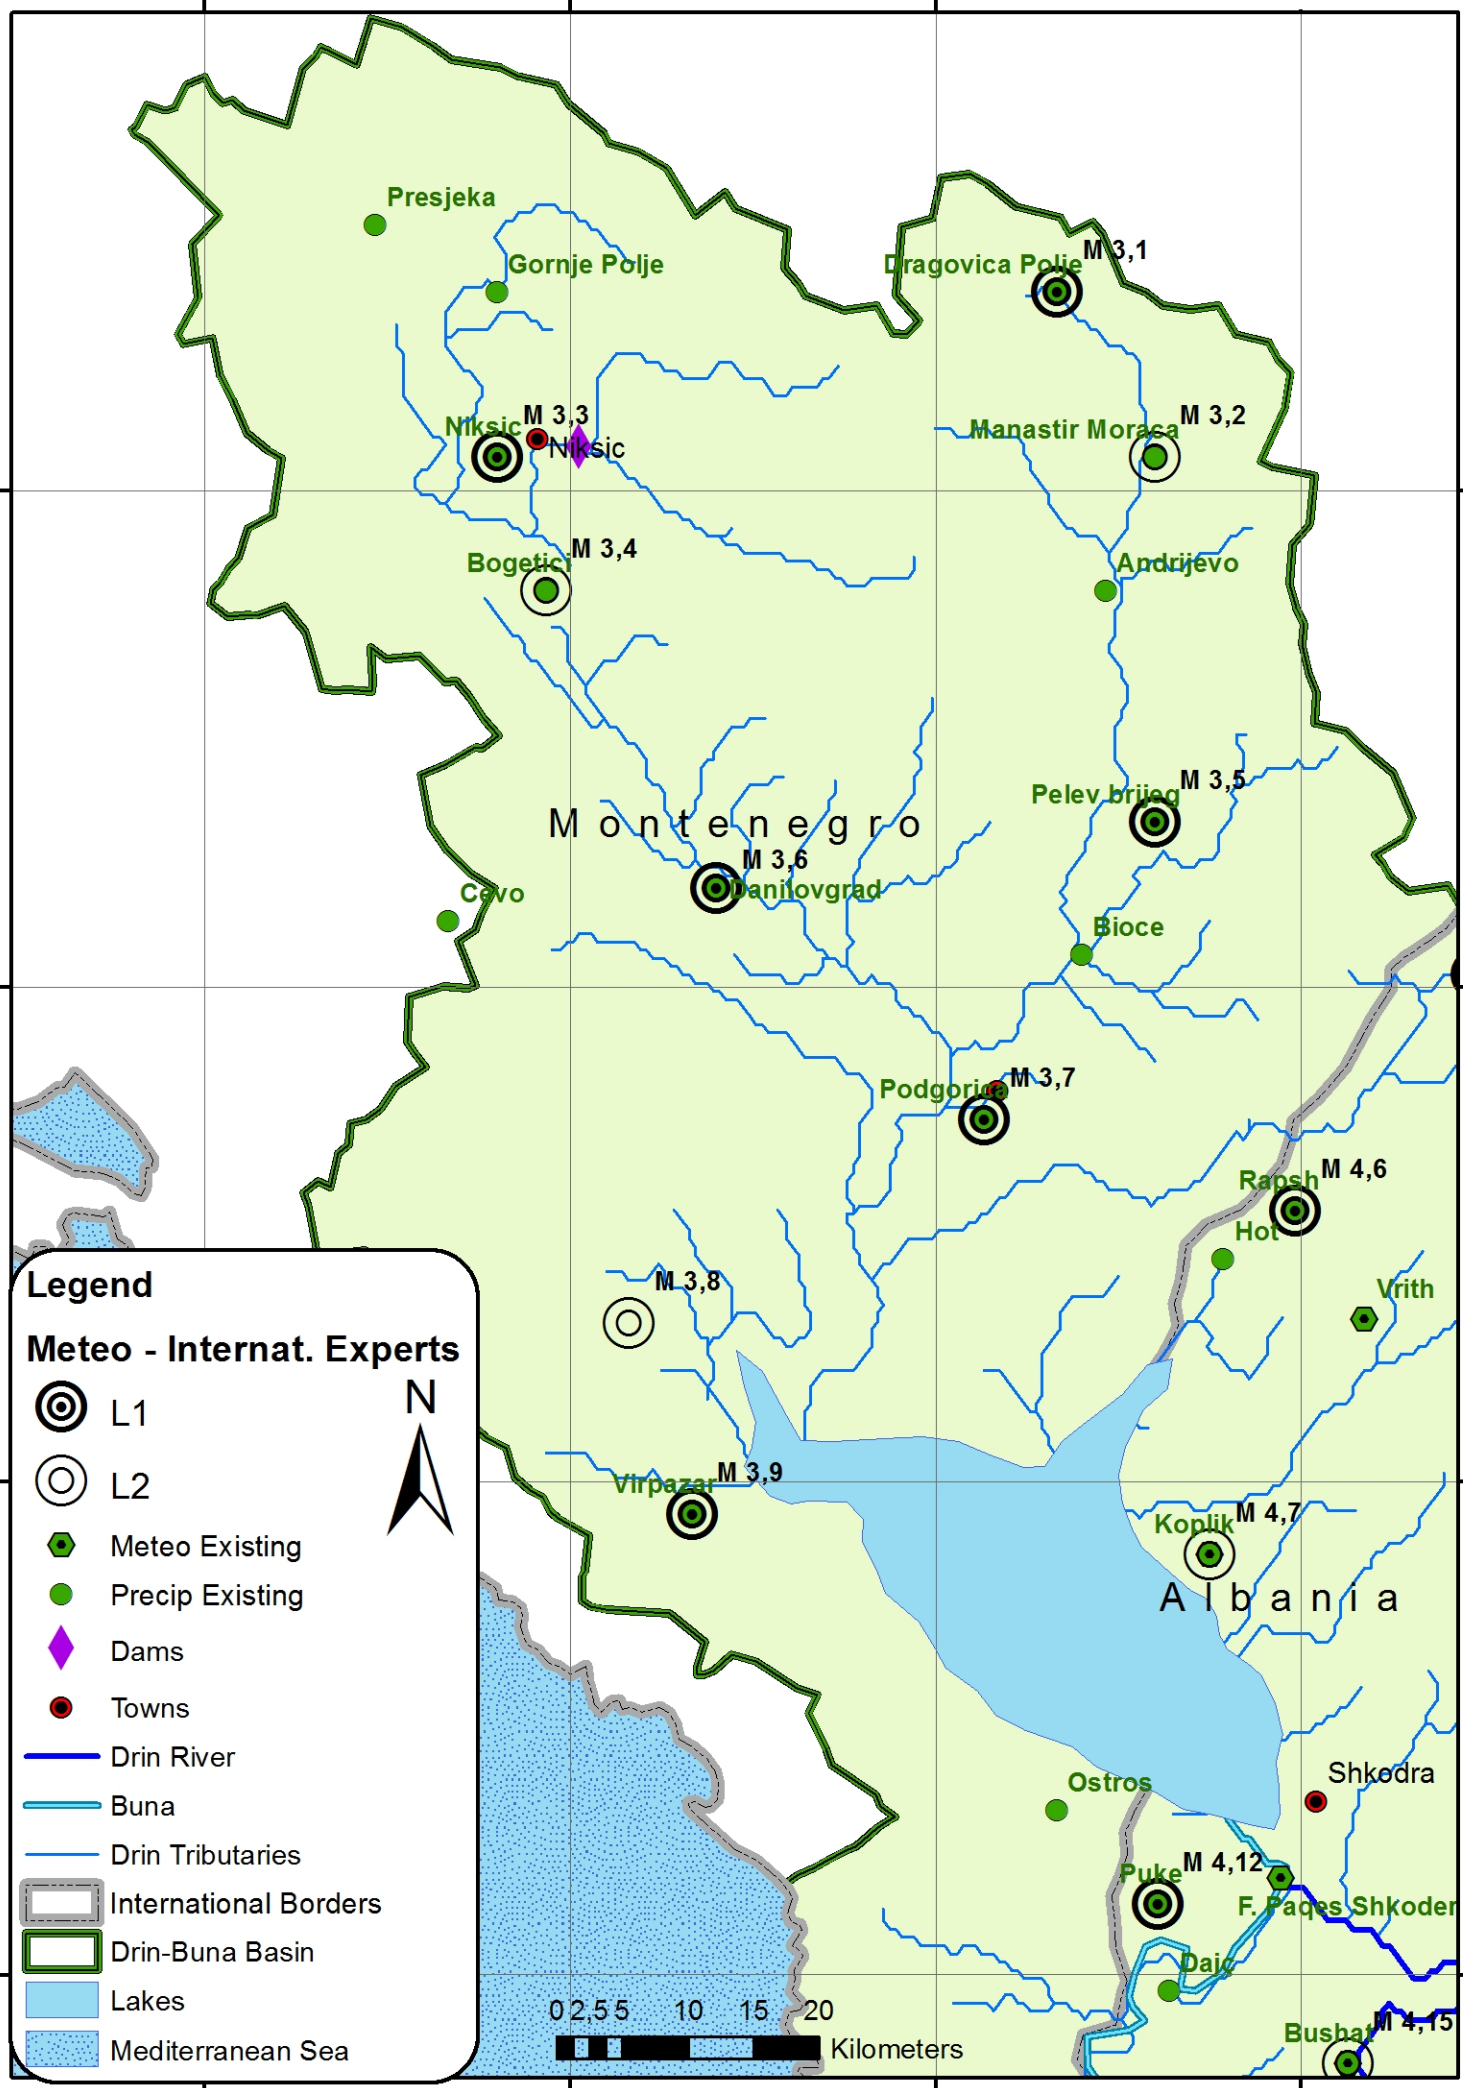 Presjeka
Gornje Polje
Dragovica Polje
M 3,1
Niksic
M 3,3
Niksic
Manastir Moraca
M 3,2
Bogetici
M 3,4
Andrijevo
Pelev brijeg
M 3,5
Montenegro
M 3,6
Danilovgrad
Cevo
Bioce
Podgorica
M 3,7
Rapsh
M 4,6
Hot
Vrith
M 3,8
Virpazar
M 3,9
Koplik
M 4,7
Albania
Shkodra
Ostros
Puke
M 4,12
F. Paqes Shkoder
Dajç
Bushat
M 4,15
Legend
Meteo - Internat. Experts
L1
L2
N
Meteo Existing
Precip Existing
Dams
Towns
Drin River
Buna
Drin Tributaries
International Borders
Drin-Buna Basin
Lakes
Mediterranean Sea
0 2,5 5 10 15 20
Kilometers